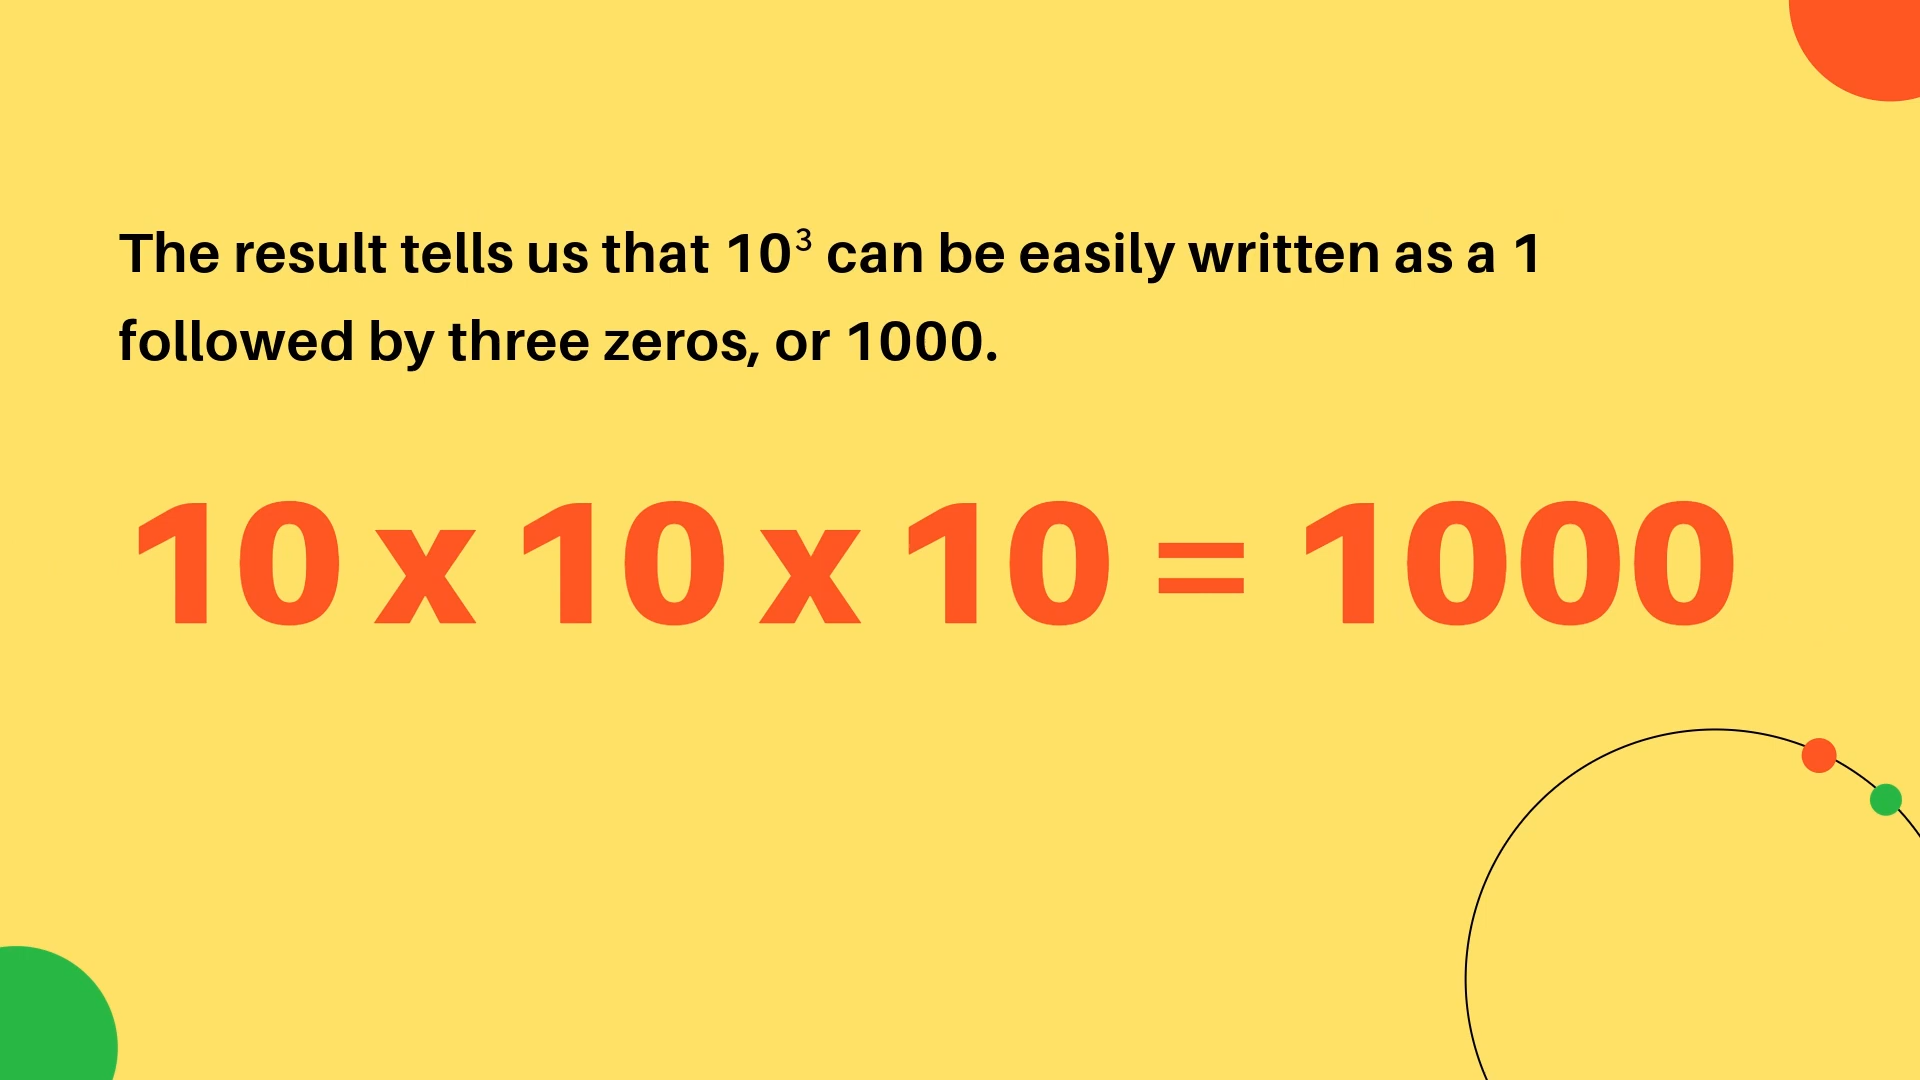 The result tells us that 10³ can be easily written as a 1
followed by three zeros, or 1000.
10 x 10 x 10 = 1000